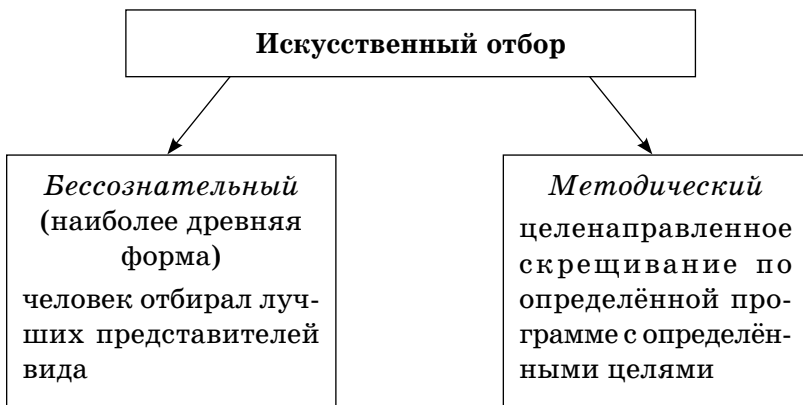 Искусственный отбор
Бессознательный
(наиболее древняя
форма)
человек отбирал луч-
ших представителей
вида
Методический
целенаправленное
скрещивание по
определённой про-
грамме с определён-
ными целями